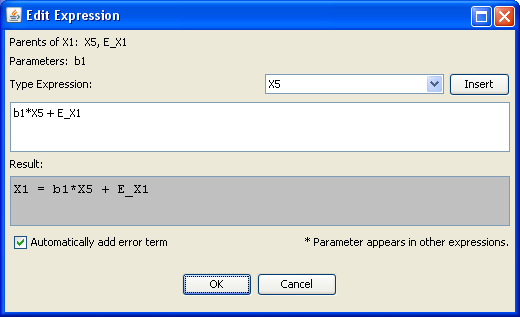 Edit Expression
Parents of X1: X5, E_X1
Parameters: b1
Type Expression: X5 Insert
b1*X5 + E_X1
Result:
X1 = b1*X5 + E_X1
Automatically add error term * Parameter appears in other expressions.
OK Cancel